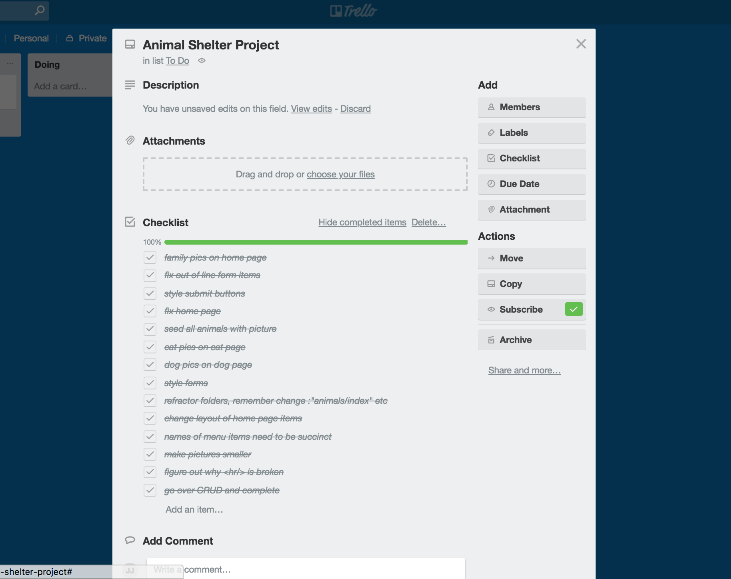 Trello
Personal
Private
Doing
Add a card…
Animal Shelter Project
in list To Do
Description
You have unsaved edits on this field. View edits - Discard
Attachments
Drag and drop or choose your files
Checklist
Hide completed items Delete…
100%
family pics on home page
fix out of line form items
style submit buttons
fix home page
seed all animals with picture
cat pics on cat page
dog pics on dog page
style forms
refractor folders, remember change :"animals/index" etc
change layout of home page items
names of menu items need to be succinct
make pictures smaller
figure out why <hr/> is broken
go over CRUD and complete
Add an item…
Add Comment
Write a comment…
Add
Members
Labels
Checklist
Due Date
Attachment
Actions
Move
Copy
Subscribe
Archive
Share and more…
-shelter-project#